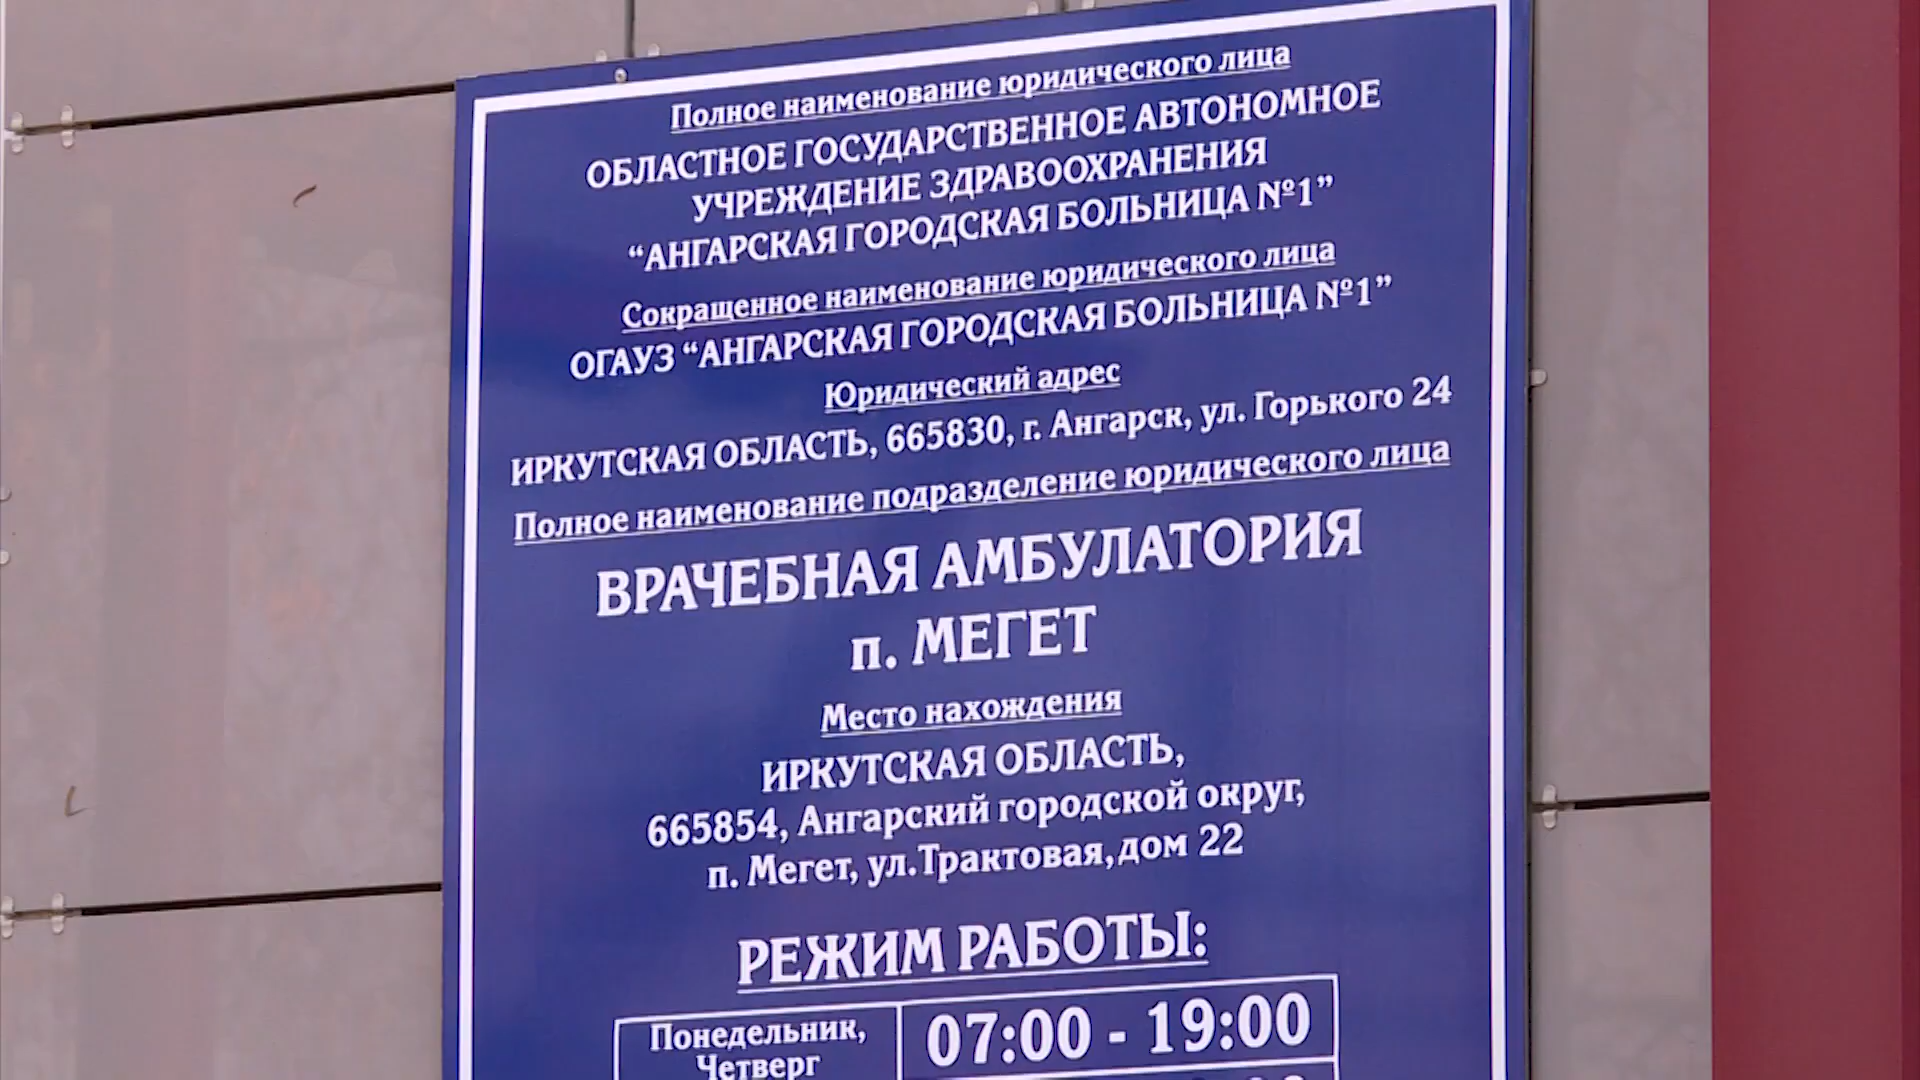 Полное наименование юридического лица
ОБЛАСТНОЕ ГОСУДАРСТВЕННОЕ АВТОНОМНОЕ
УЧРЕЖДЕНИЕ ЗДРАВООХРАНЕНИЯ
“АНГАРСКАЯ ГОРОДСКАЯ БОЛЬНИЦА №1”
Сокращенное наименование юридического лица
ОГАУЗ “АНГАРСКАЯ ГОРОДСКАЯ БОЛЬНИЦА №1”
Юридический адрес
ИРКУТСКАЯ ОБЛАСТЬ, 665830, г. Ангарск, ул. Горького 24
Полное наименование подразделение юридического лица
ВРАЧЕБНАЯ АМБУЛАТОРИЯ
п. МЕГЕТ
Место нахождения
ИРКУТСКАЯ ОБЛАСТЬ,
665854, Ангарский городской округ,
п. Мегет, ул.Трактовая,дом 22
РЕЖИМ РАБОТЫ:
Понедельник, 07:00 - 19:00
Четверг